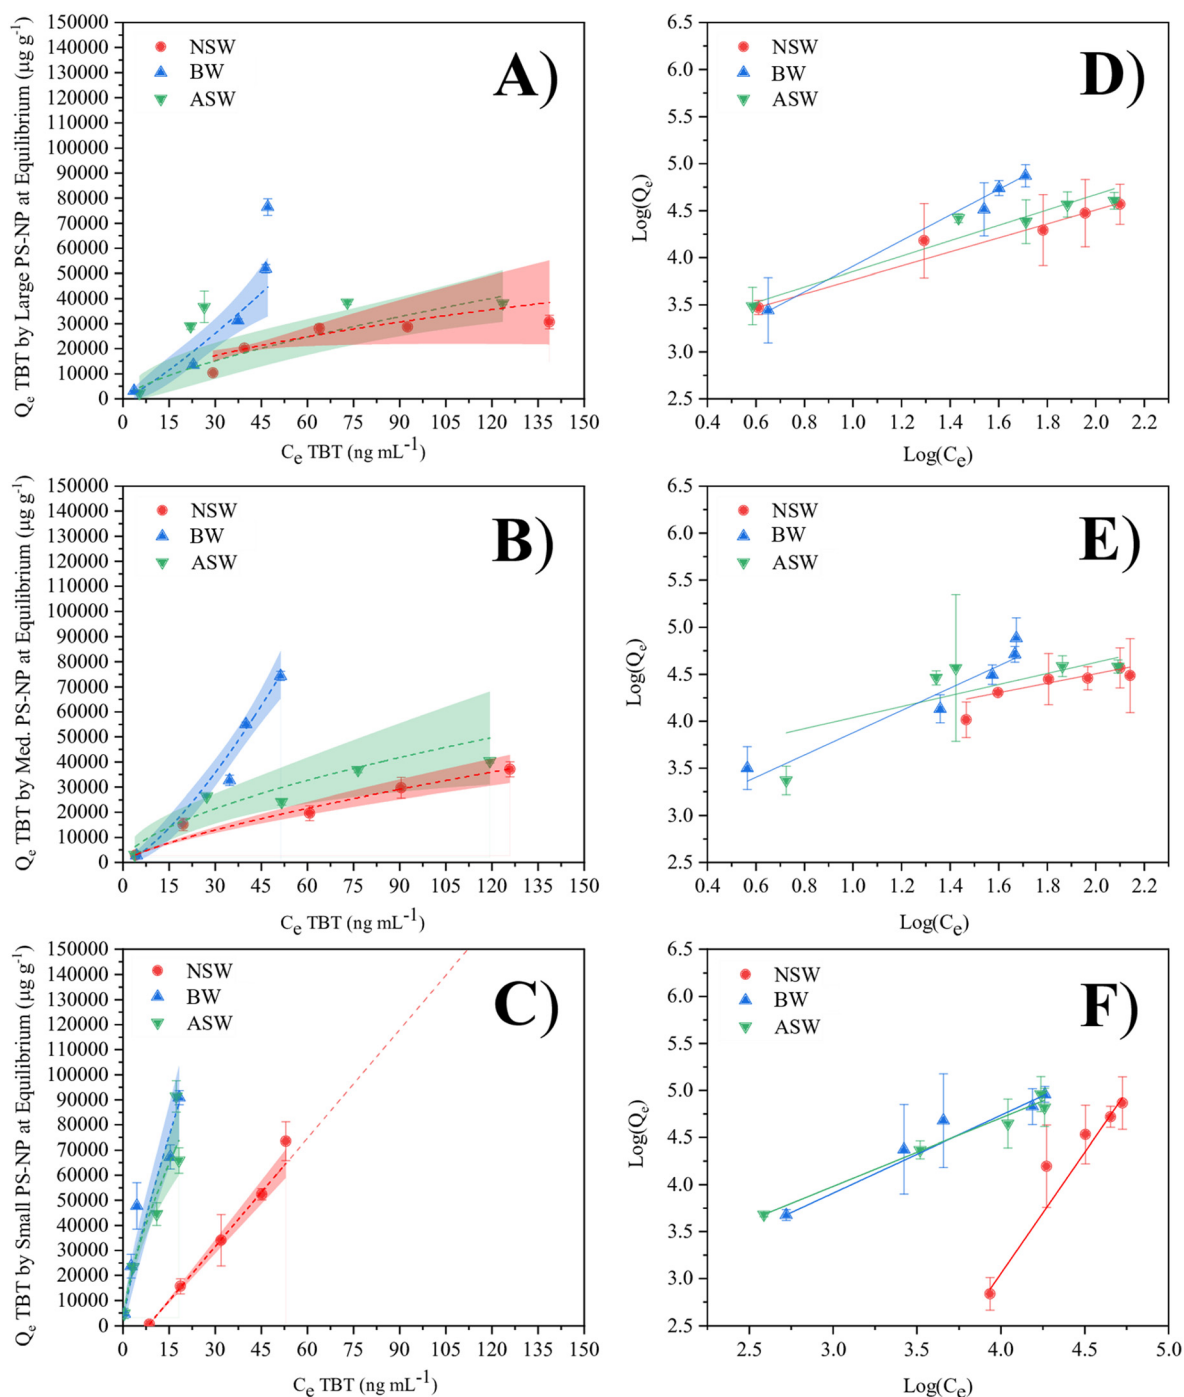 150000
140000
130000
120000
110000
100000
90000
80000
70000
60000
50000
40000
30000
20000
10000
0
Qe TBT by Large PS-NP at Equilibrium (µg g-1)
NSW
BW
ASW
A)
0 15 30 45 60 75 90 105 120 135 150
Ce TBT (ng mL-1)
6.5
6.0
5.5
5.0
4.5
4.0
3.5
3.0
2.5
Log(Qe)
NSW
BW
ASW
D)
0.4 0.6 0.8 1.0 1.2 1.4 1.6 1.8 2.0 2.2
Log(Ce)
150000
140000
130000
120000
110000
100000
90000
80000
70000
60000
50000
40000
30000
20000
10000
0
Qe TBT by Med. PS-NP at Equilibrium (µg g-1)
NSW
BW
ASW
B)
0 15 30 45 60 75 90 105 120 135 150
Ce TBT (ng mL-1)
6.5
6.0
5.5
5.0
4.5
4.0
3.5
3.0
2.5
Log(Qe)
NSW
BW
ASW
E)
0.4 0.6 0.8 1.0 1.2 1.4 1.6 1.8 2.0 2.2
Log(Ce)
150000
140000
130000
120000
110000
100000
90000
80000
70000
60000
50000
40000
30000
20000
10000
0
Qe TBT by Small PS-NP at Equilibrium (µg g-1)
NSW
BW
ASW
C)
0 15 30 45 60 75 90 105 120 135 150
Ce TBT (ng mL-1)
6.5
6.0
5.5
5.0
4.5
4.0
3.5
3.0
2.5
Log(Qe)
NSW
BW
ASW
F)
2.5 3.0 3.5 4.0 4.5 5.0
Log(Ce)